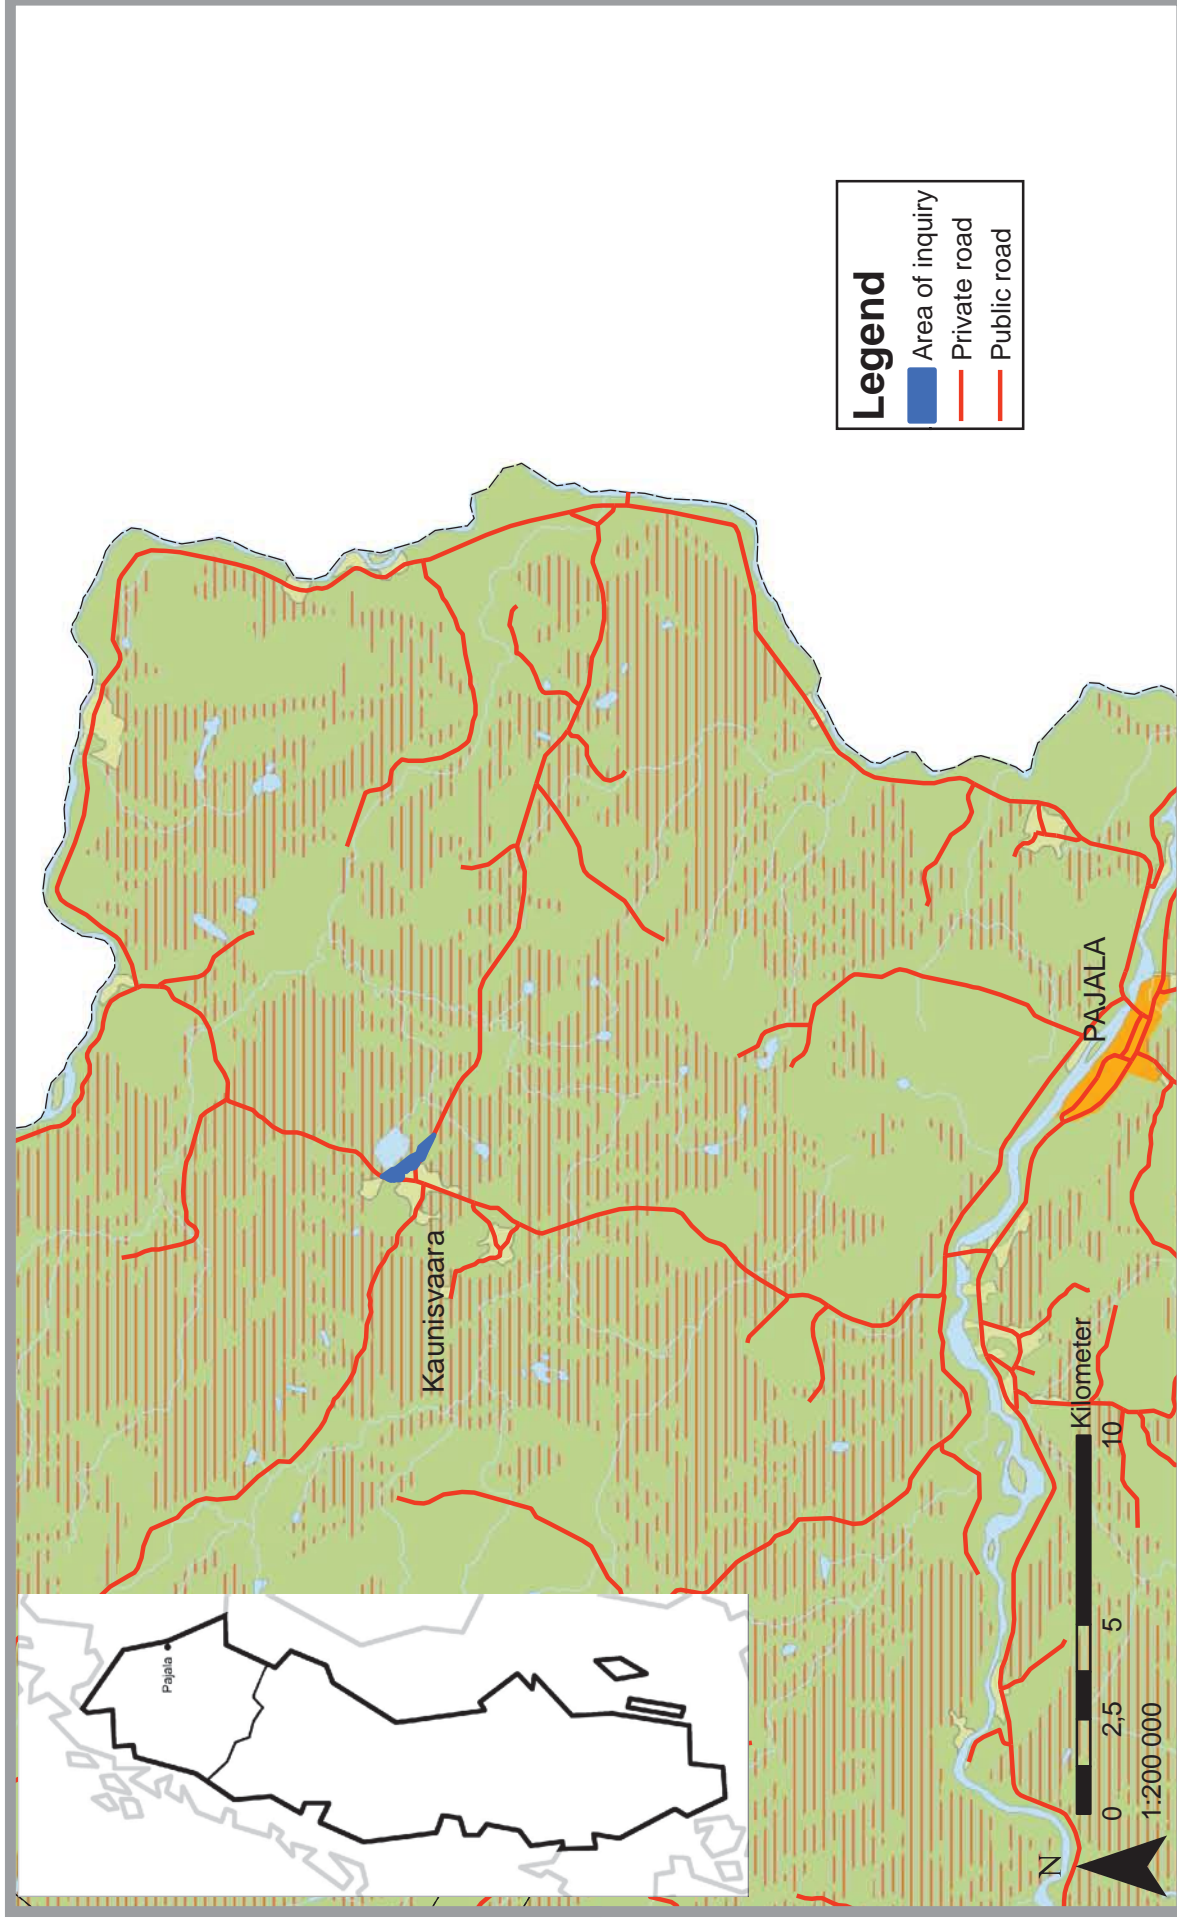 Pajala
Kaunisvaara
PAJALA
Legend
Area of inquiry
Private road
Public road
N
Kilometer
0 2,5 5 10
1:200 000